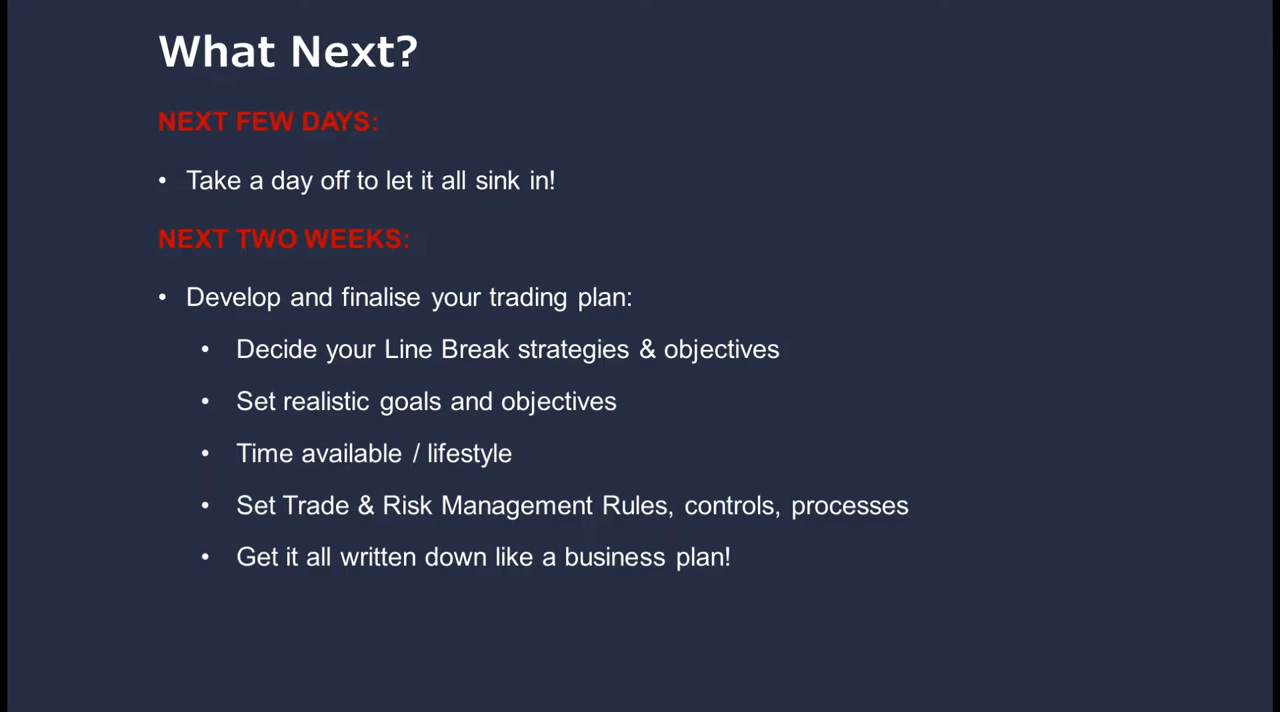 What Next?
NEXT FEW DAYS:
• Take a day off to let it all sink in!
NEXT TWO WEEKS:
• Develop and finalise your trading plan:
• Decide your Line Break strategies & objectives
• Set realistic goals and objectives
• Time available / lifestyle
• Set Trade & Risk Management Rules, controls, processes
• Get it all written down like a business plan!